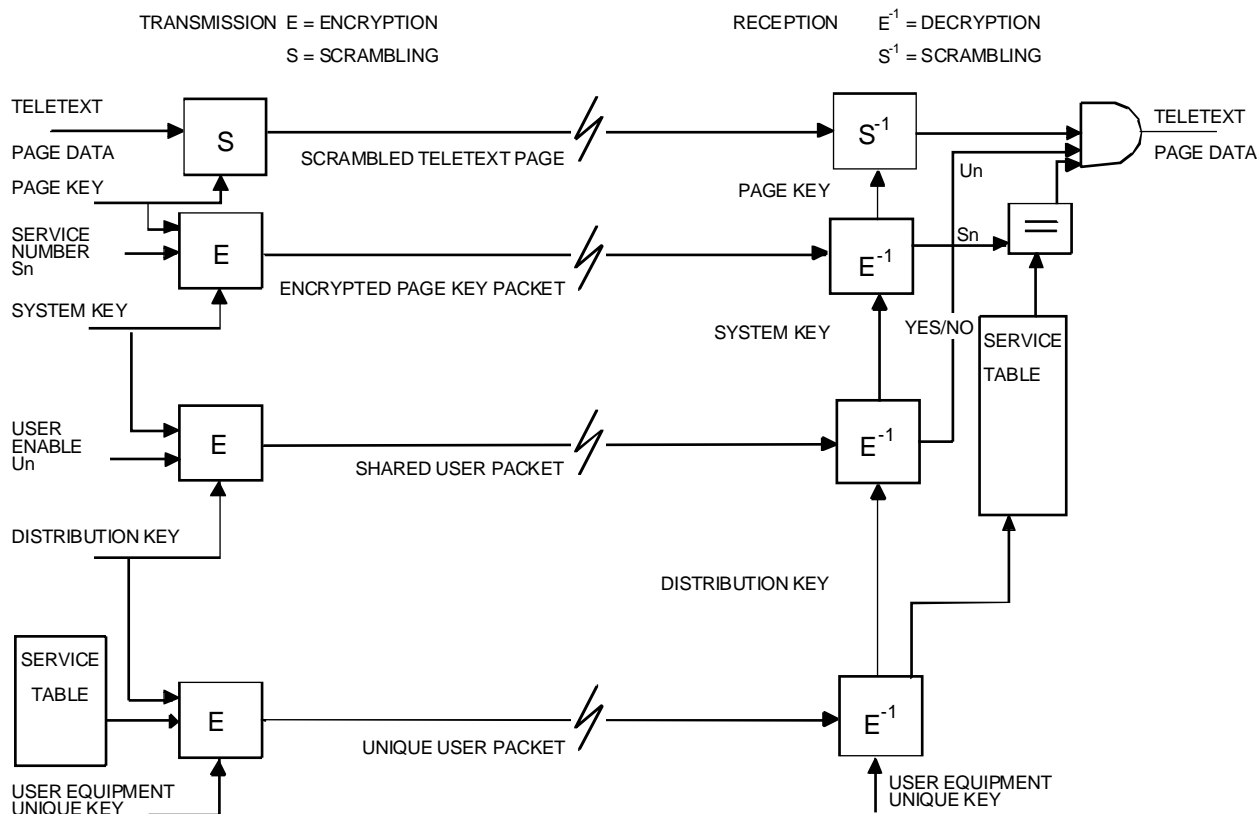 TRANSMISSION E = ENCRYPTION
S = SCRAMBLING
RECEPTION E-1 = DECRYPTION
S-1 = SCRAMBLING
TELETEXT
PAGE DATA
S
SCRAMBLED TELETEXT PAGE
S-1
TELETEXT
PAGE DATA
PAGE KEY
PAGE KEY
Un
SERVICE
NUMBER
Sn
E
ENCRYPTED PAGE KEY PACKET
E-1
Sn
=
SYSTEM KEY
SYSTEM KEY
YES/NO
SERVICE
TABLE
USER
ENABLE
Un
E
SHARED USER PACKET
E-1
DISTRIBUTION KEY
DISTRIBUTION KEY
SERVICE
TABLE
E
UNIQUE USER PACKET
E-1
USER EQUIPMENT
UNIQUE KEY
USER EQUIPMENT
UNIQUE KEY